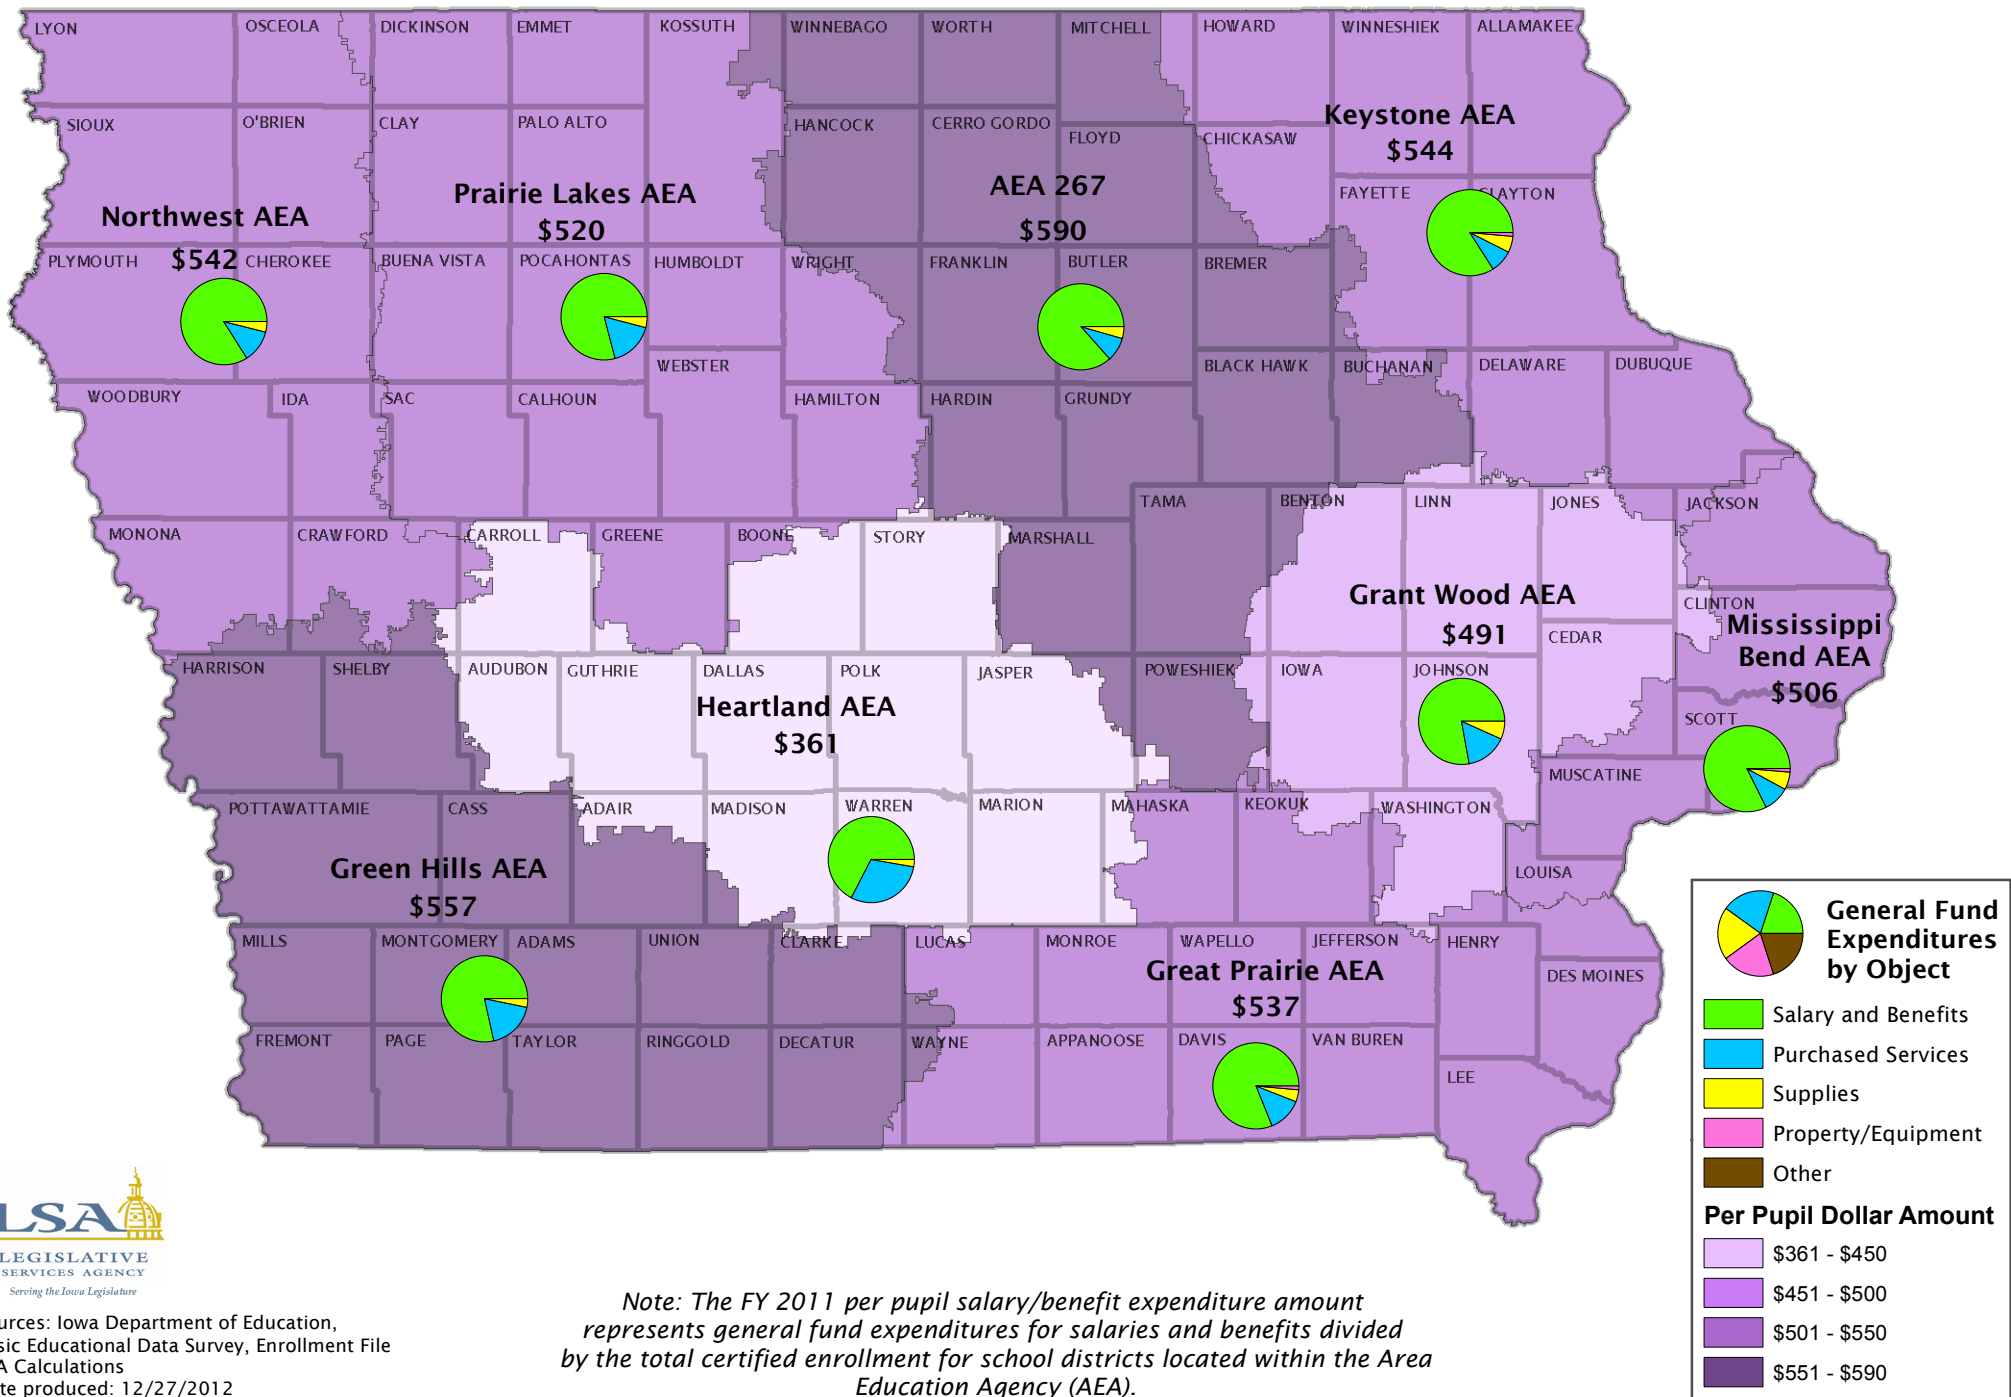 LYON
OSCEOLA
DICKINSON
EMMET
KOSSUTH
WINNEBAGO
WORTH
MITCHELL
HOWARD
WINNESHIEK
ALLAMAKEE
SIOUX
O'BRIEN
CLAY
PALO ALTO
HANCOCK
CERRO GORDO
FLOYD
CHICKASAW
Keystone AEA
$544
Northwest AEA
$542
Prairie Lakes AEA
$520
AEA 267
$590
FAYETTE
CLAYTON
PLYMOUTH
CHEROKEE
BUENA VISTA
POCAHONTAS
HUMBOLDT
WRIGHT
FRANKLIN
BUTLER
BREMER
WEBSTER
BLACK HAWK
BUCHANAN
DELAWARE
DUBUQUE
WOODBURY
IDA
SAC
CALHOUN
HAMILTON
HARDIN
GRUNDY
TAMA
BENTON
LINN
JONES
JACKSON
MONONA
CRAWFORD
CARROLL
GREENE
BOONE
STORY
MARSHALL
Grant Wood AEA
$491
CLINTON
Mississippi
Bend AEA
$506
CEDAR
HARRISON
SHELBY
AUDUBON
GUTHRIE
DALLAS
POLK
JASPER
POWESHIEK
IOWA
JOHNSON
Heartland AEA
$361
SCOTT
MUSCATINE
POTTAWATTAMIE
CASS
ADAIR
MADISON
WARREN
MARION
MAHASKA
KEOKUK
WASHINGTON
Green Hills AEA
$557
LOUISA
MILLS
MONTGOMERY
ADAMS
UNION
CLARKE
LUCAS
MONROE
WAPELLO
JEFFERSON
HENRY
DES MOINES
Great Prairie AEA
$537
FREMONT
PAGE
TAYLOR
RINGGOLD
DECATUR
WAYNE
APPANOOSE
DAVIS
VAN BUREN
LEE
General Fund
Expenditures
by Object
Salary and Benefits
Purchased Services
Supplies
Property/Equipment
Other
Per Pupil Dollar Amount
$361 - $450
$451 - $500
$501 - $550
$551 - $590
LSA
LEGISLATIVE
SERVICES AGENCY
Serving the Iowa Legislature
urces: Iowa Department of Education,
sic Educational Data Survey, Enrollment File
A Calculations
te produced: 12/27/2012
Note: The FY 2011 per pupil salary/benefit expenditure amount
represents general fund expenditures for salaries and benefits divided
by the total certified enrollment for school districts located within the Area
Education Agency (AEA).